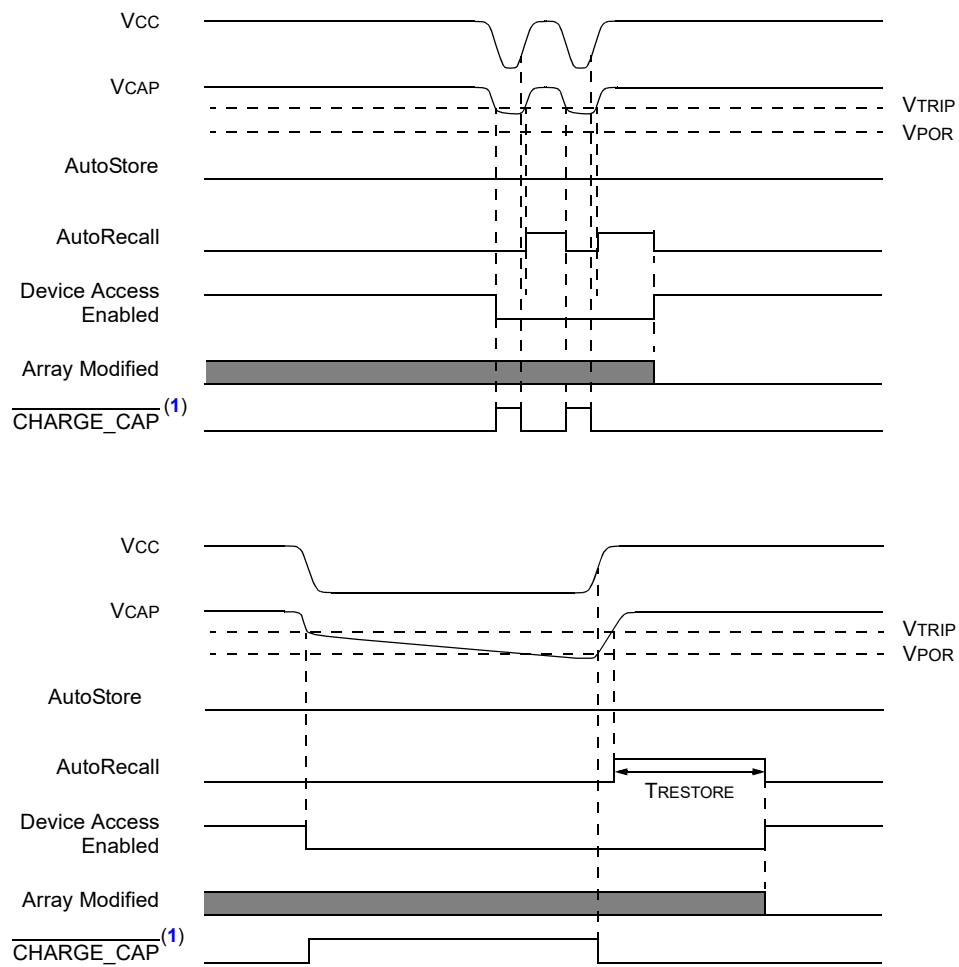 VCC
VCAP
VTRIP
VPOR
AutoStore
AutoRecall
Device Access
Enabled
Array Modified
CHARGE_CAP(1)
VCC
VCAP
VTRIP
VPOR
AutoStore
AutoRecall
TRESTORE
Device Access
Enabled
Array Modified
CHARGE_CAP(1)